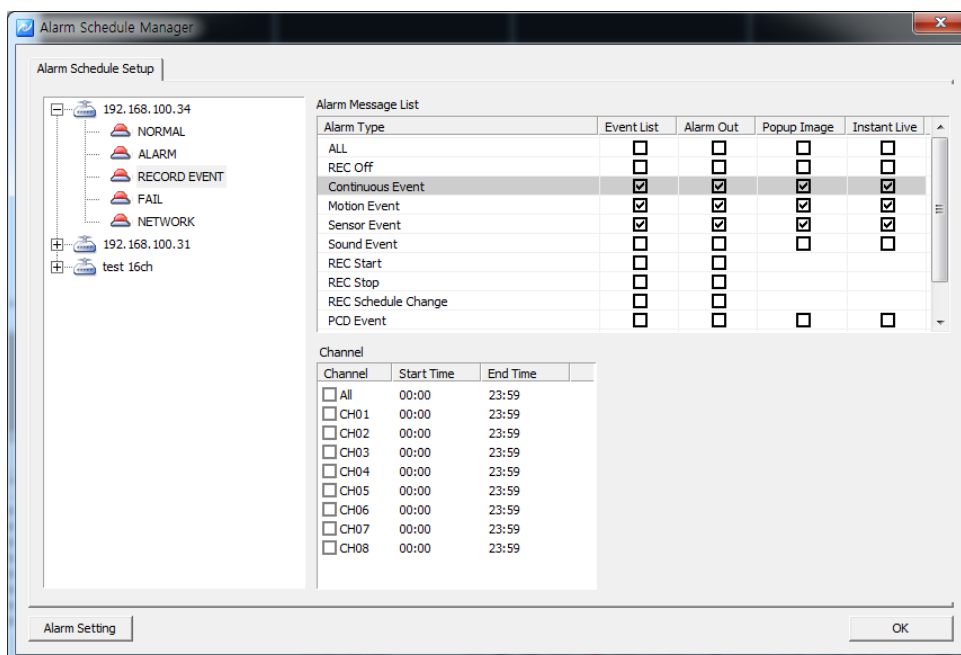 Alarm Schedule Manager
Alarm Schedule Setup
192.168.100.34
NORMAL
ALARM
RECORD EVENT
FAIL
NETWORK
192.168.100.31
test 16ch
Alarm Message List
Alarm Type Event List Alarm Out Popup Image Instant Live
ALL
REC Off
Continuous Event
Motion Event
Sensor Event
Sound Event
REC Start
REC Stop
REC Schedule Change
PCD Event
Channel
Channel Start Time End Time
All 00:00 23:59
CH01 00:00 23:59
CH02 00:00 23:59
CH03 00:00 23:59
CH04 00:00 23:59
CH05 00:00 23:59
CH06 00:00 23:59
CH07 00:00 23:59
CH08 00:00 23:59
Alarm Setting
OK